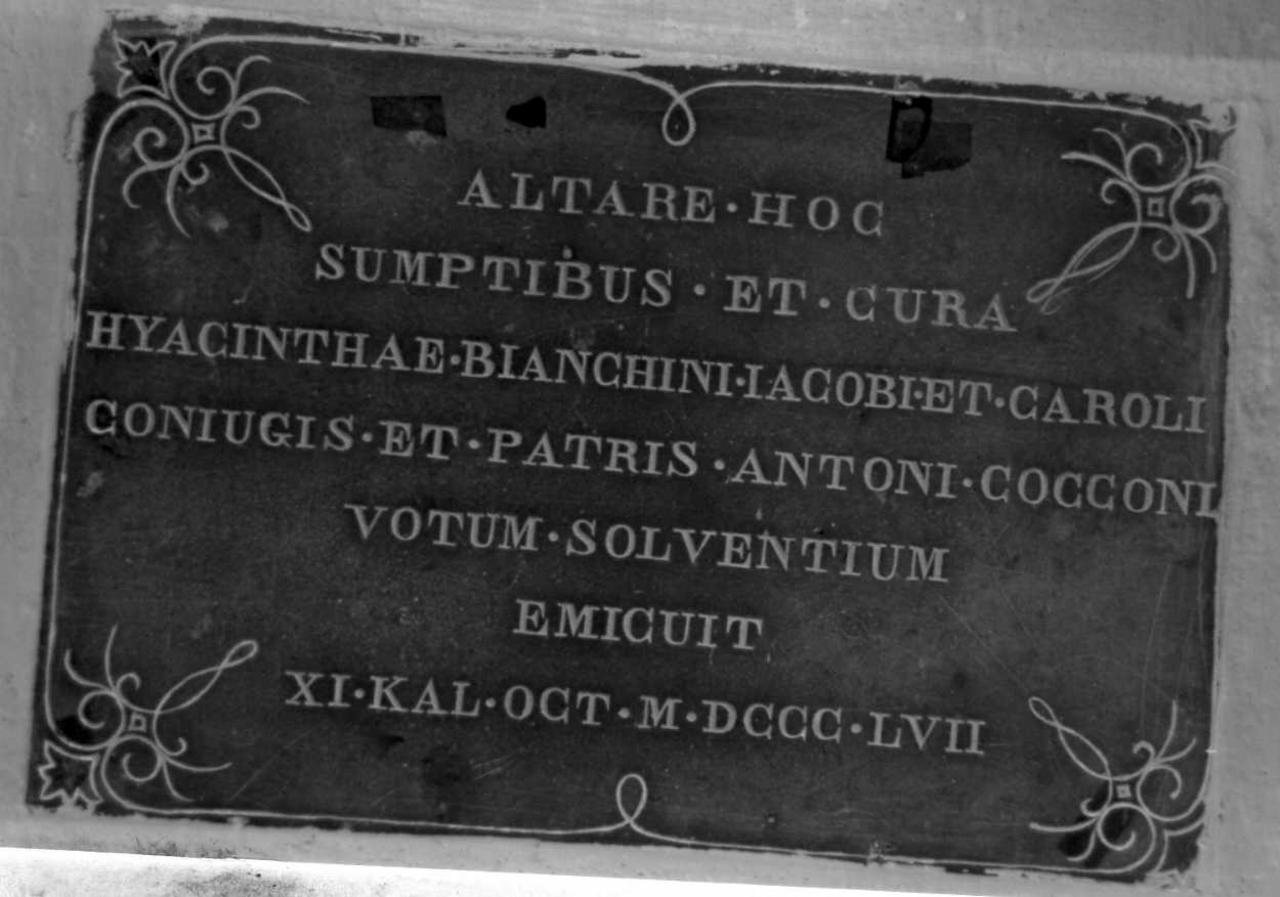 ALTARE·HOC
SUMPTIBUS·ET·CURA
HYACINTHAE·BIANCHINI·IACOBI·ET·CAROLI
CONIUGIS·ET·PATRIS·ANTONI·COCCONI
VOTUM·SOLVENTIUM
EMICUIT
XI·KAL·OCT·M·DCCC·LVII